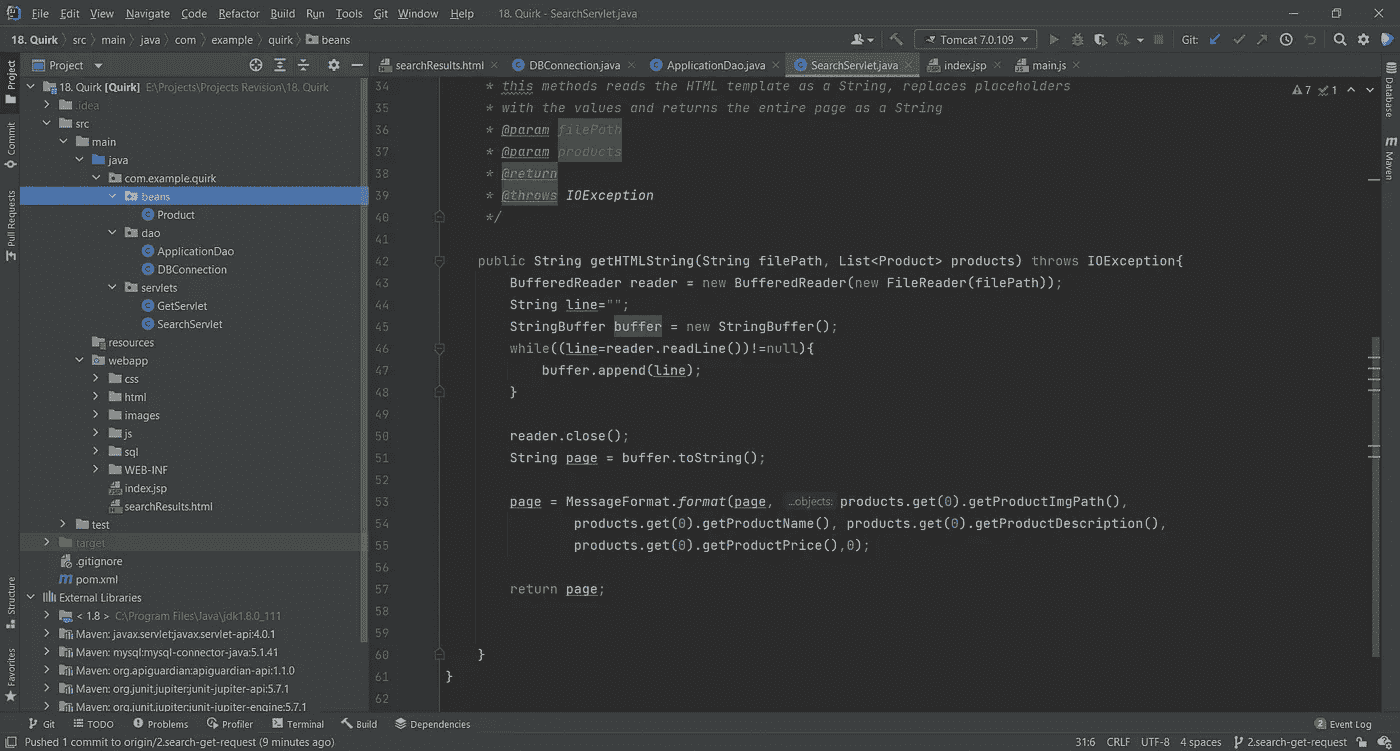 File Edit View Navigate Code Refactor Build Run Tools Git Window Help 18. Quirk - SearchServlet.java
18. Quirk src main java com example quirk beans Tomcat 7.0.109 Git:
Project searchResults.html DBConnection.java ApplicationDao.java SearchServlet.java index.jsp main.js
Project
Commit
Pull Requests
Structure
Favorites
18. Quirk [Quirk] E:\Projects\Projects Revision\18. Quirk
.idea
src
main
java
com.example.quirk
beans
Product
dao
ApplicationDao
DBConnection
servlets
GetServlet
SearchServlet
resources
webapp
css
html
images
js
sql
WEB-INF
index.jsp
searchResults.html
test
target
.gitignore
pom.xml
External Libraries
< 1.8 > C:\Program Files\Java\jdk1.8.0_111
Maven: javax.servlet:javax.servlet-api:4.0.1
Maven: mysql:mysql-connector-java:5.1.41
Maven: org.apiguardian:apiguardian-api:1.1.0
Maven: org.junit.jupiter:junit-jupiter-api:5.7.1
Maven: org.junit.jupiter:junit-jupiter-engine:5.7.1
34 * this methods reads the HTML template as a String, replaces placeholders
35 * with the values and returns the entire page as a String
36 * @param filePath
37 * @param products
38 * @return
39 * @throws IOException
40 */
41
42 public String getHTMLString(String filePath, List<Product> products) throws IOException{
43 BufferedReader reader = new BufferedReader(new FileReader(filePath));
44 String line="";
45 StringBuffer buffer = new StringBuffer();
46 while((line=reader.readLine())!=null){
47 buffer.append(line);
48 }
49
50 reader.close();
51 String page = buffer.toString();
52
53 page = MessageFormat.format(page, ...objects: products.get(0).getProductImgPath(),
54 products.get(0).getProductName(), products.get(0).getProductDescription(),
55 products.get(0).getProductPrice(),0);
56
57 return page;
58
59
60 }
61 }
62
7 1
Database
Maven
Git TODO Problems Profiler Terminal Build Dependencies 2 Event Log
Pushed 1 commit to origin/2.search-get-request (9 minutes ago) 31:6 CRLF UTF-8 4 spaces 2.search-get-request